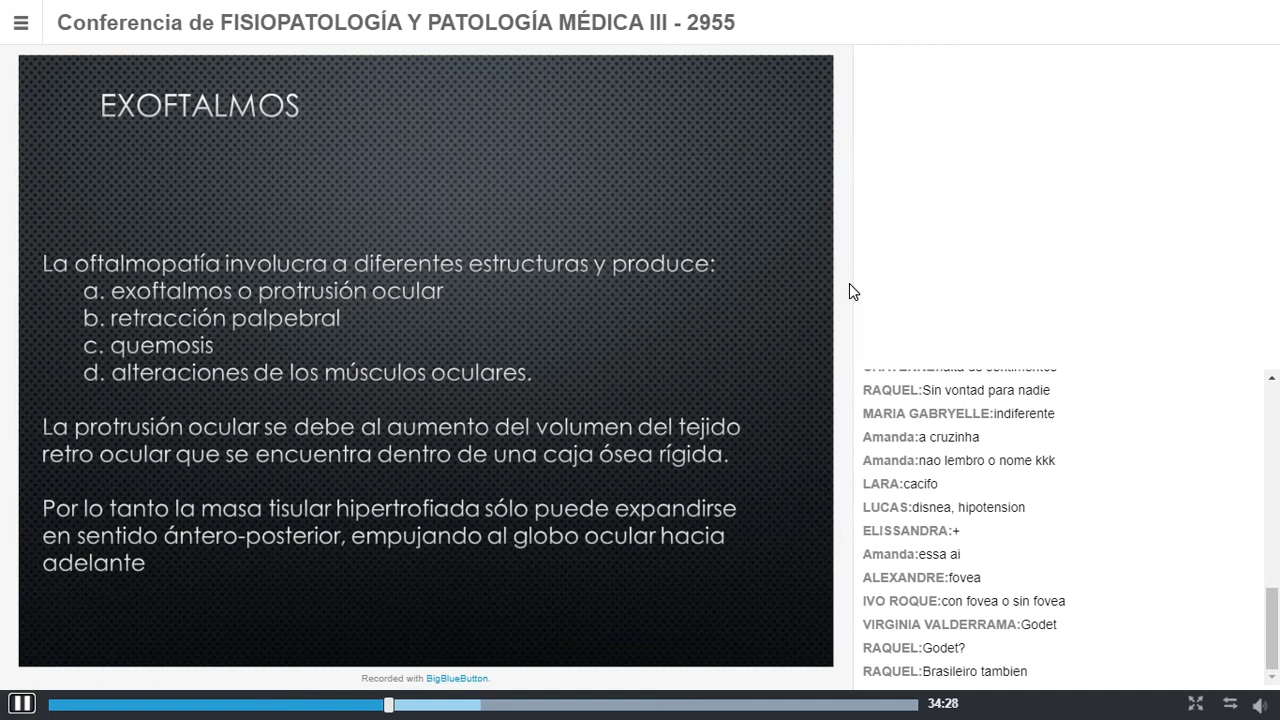 Conferencia de FISIOPATOLOGÍA Y PATOLOGÍA MÉDICA III - 2955
EXOFTALMOS
La oftalmopatía involucra a diferentes estructuras y produce:
a. exoftalmos o protrusión ocular
b. retracción palpebral
c. quemosis
d. alteraciones de los músculos oculares.
La protrusión ocular se debe al aumento del volumen del tejido
retro ocular que se encuentra dentro de una caja ósea rígida.
Por lo tanto la masa tisular hipertrofiada sólo puede expandirse
en sentido ántero-posterior, empujando al globo ocular hacia
adelante
Recorded with BigBlueButton.
RAQUEL:Sin vontad para nadie
MARIA GABRYELLE:indiferente
Amanda:a cruzinha
Amanda:nao lembro o nome kkk
LARA:cacifo
LUCAS:disnea, hipotension
ELISSANDRA:+
Amanda:essa ai
ALEXANDRE:fovea
IVO ROQUE:con fovea o sin fovea
VIRGINIA VALDERRAMA:Godet
RAQUEL:Godet?
RAQUEL:Brasileiro tambien
34:28